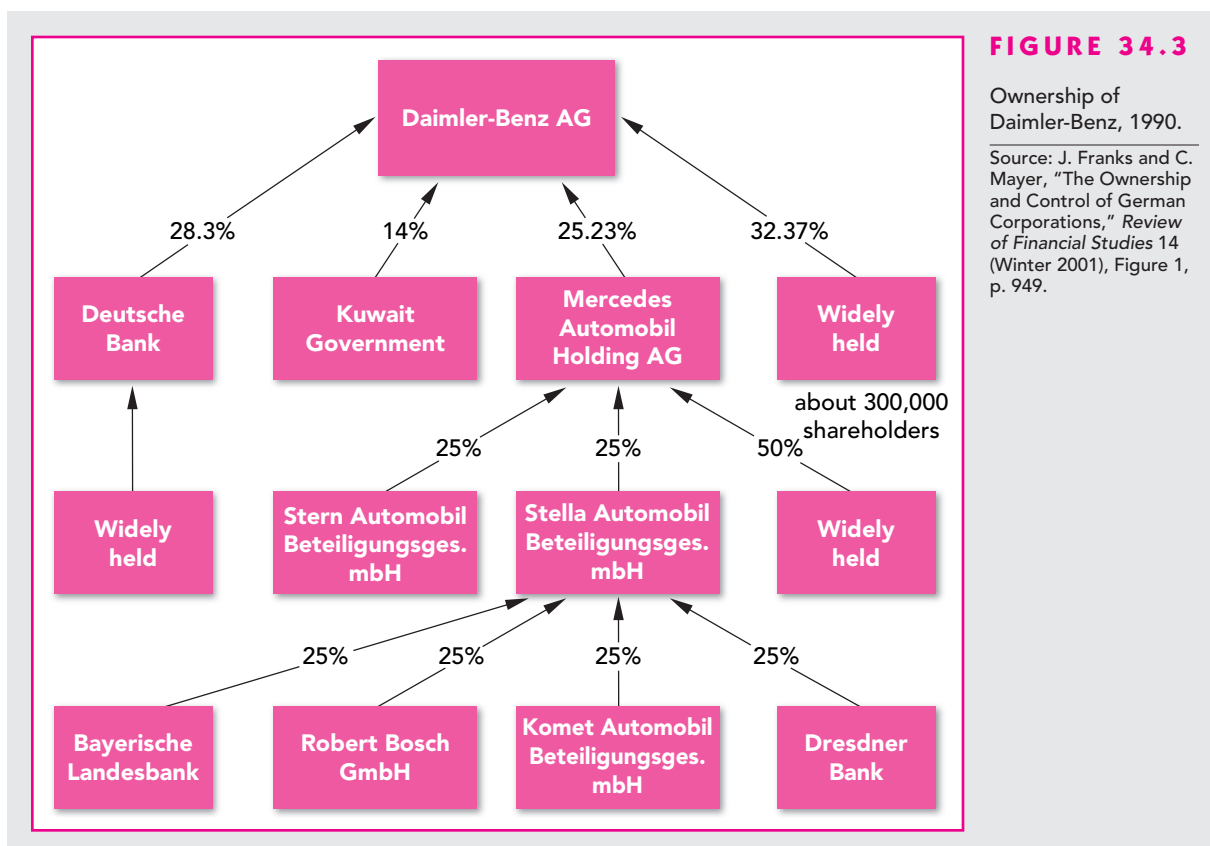 Daimler-Benz AG
28.3%
14%
25.23%
32.37%
Deutsche
Bank
Kuwait
Government
Mercedes
Automobil
Holding AG
Widely
held
about 300,000
shareholders
25%
25%
50%
Widely
held
Stern Automobil
Beteiligungsges.
mbH
Stella Automobil
Beteiligungsges.
mbH
Widely
held
25%
25%
25%
25%
Bayerische
Landesbank
Robert Bosch
GmbH
Komet Automobil
Beteiligungsges.
mbH
Dresdner
Bank
FIGURE 34.3
Ownership of
Daimler-Benz, 1990.
Source: J. Franks and C.
Mayer, “The Ownership
and Control of German
Corporations,” Review
of Financial Studies 14
(Winter 2001), Figure 1,
p. 949.